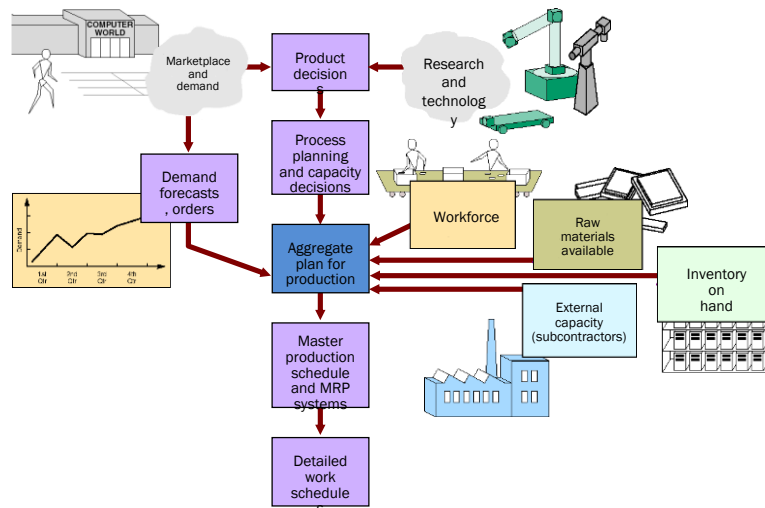 COMPUTER
WORLD
Marketplace
and
demand
Product
decision
s
Research
and
technolog
y
Process
planning
and capacity
decisions
Demand
forecasts
, orders
Workforce
Raw
materials
available
Aggregate
plan for
production
Inventory
on
hand
External
capacity
(subcontractors)
Demand
1st
Qtr
2nd
Qtr
3rd
Qtr
4th
Qtr
Master
production
schedule
and MRP
systems
Detailed
work
schedule
s